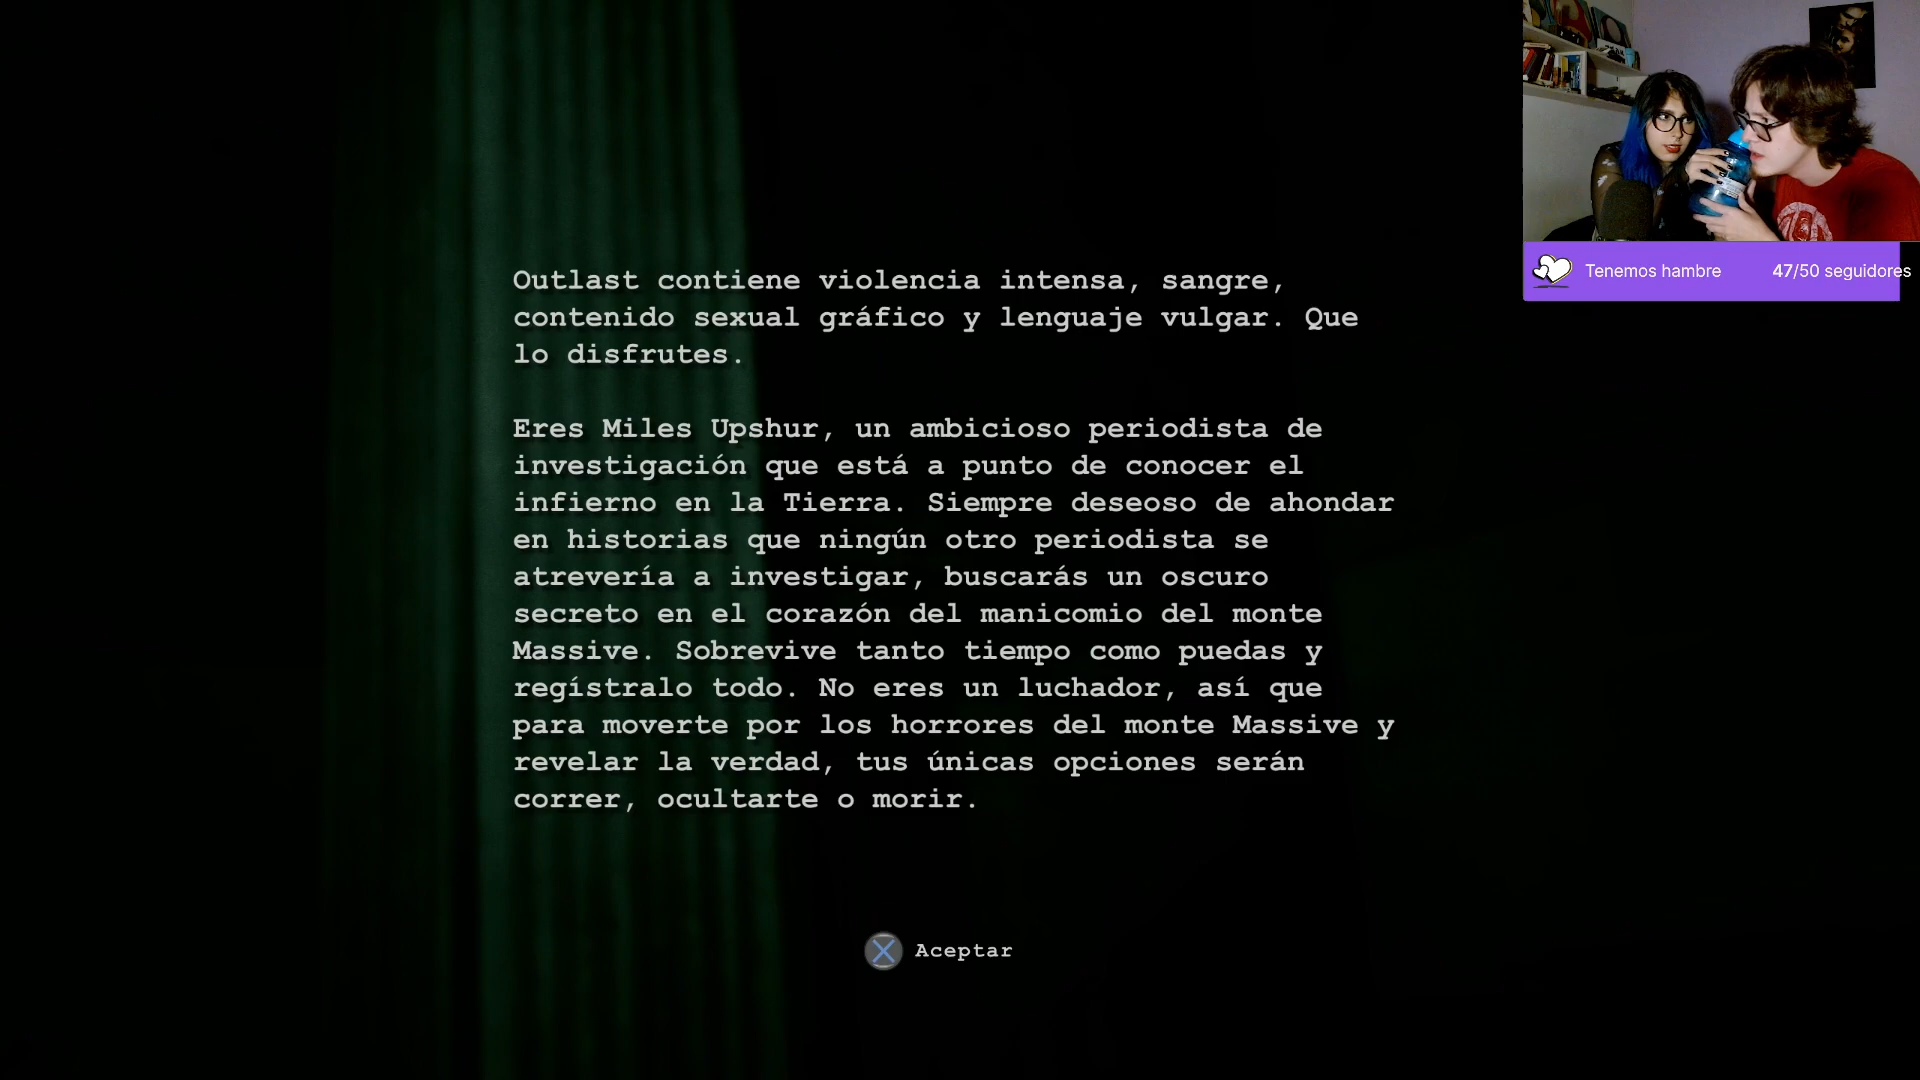 Outlast contiene violencia intensa, sangre,
contenido sexual gráfico y lenguaje vulgar. Que
lo disfrutes.
Eres Miles Upshur, un ambicioso periodista de
investigación que está a punto de conocer el
infierno en la Tierra. Siempre deseoso de ahondar
en historias que ningún otro periodista se
atrevería a investigar, buscarás un oscuro
secreto en el corazón del manicomio del monte
Massive. Sobrevive tanto tiempo como puedas y
regístralo todo. No eres un luchador, así que
para moverte por los horrores del monte Massive y
revelar la verdad, tus únicas opciones serán
correr, ocultarte o morir.
Aceptar
Tenemos hambre 47/50 seguidores